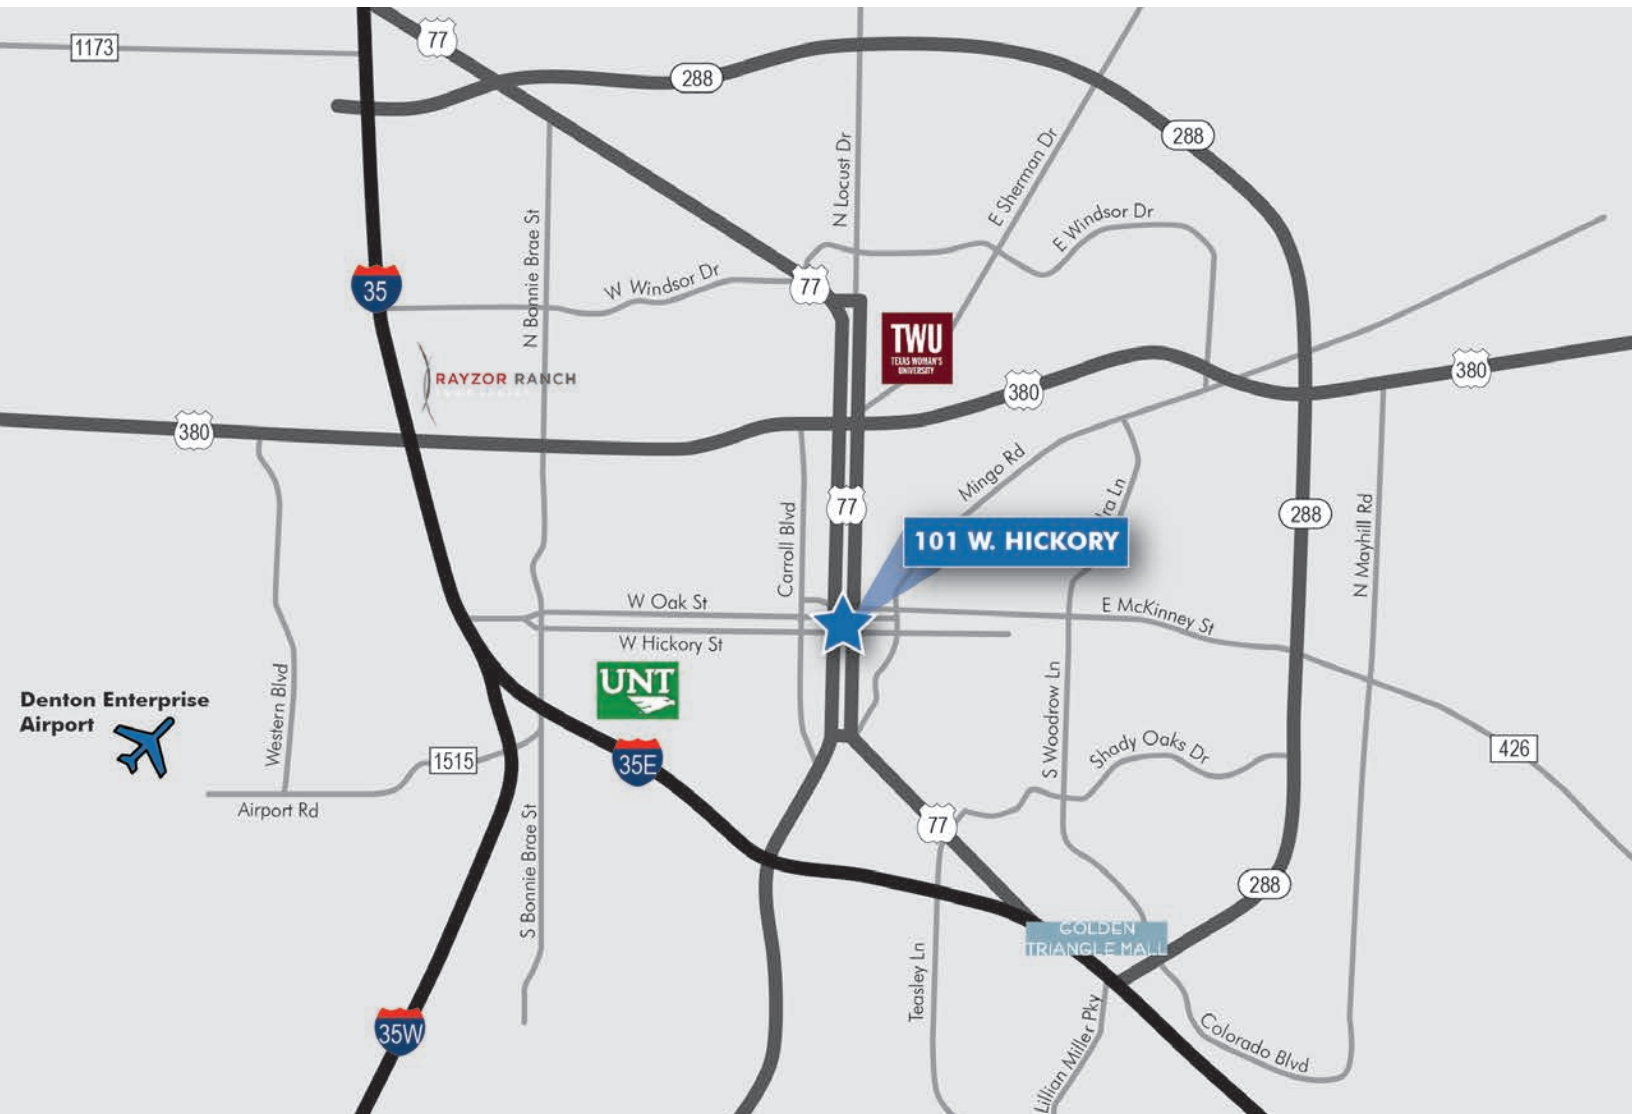 1173
77
288
288
N Locust Dr
E Sherman Dr
E Windsor Dr
N Bonnie Brae St
W Windsor Dr
77
35
TWU
TEXAS WOMAN'S
UNIVERSITY
RAYZOR RANCH
380
380
380
Mingo Rd
77
Carroll Blvd
288
N Mayhill Rd
101 W. HICKORY
W Oak St
E McKinney St
W Hickory St
UNT
Denton Enterprise
Airport
Western Blvd
S Woodrow Ln
Shady Oaks Dr
426
1515
35E
Airport Rd
77
S Bonnie Brae St
288
GOLDEN
TRIANGLE MALL
Teasley Ln
35W
Lillian Miller Pky
Colorado Blvd